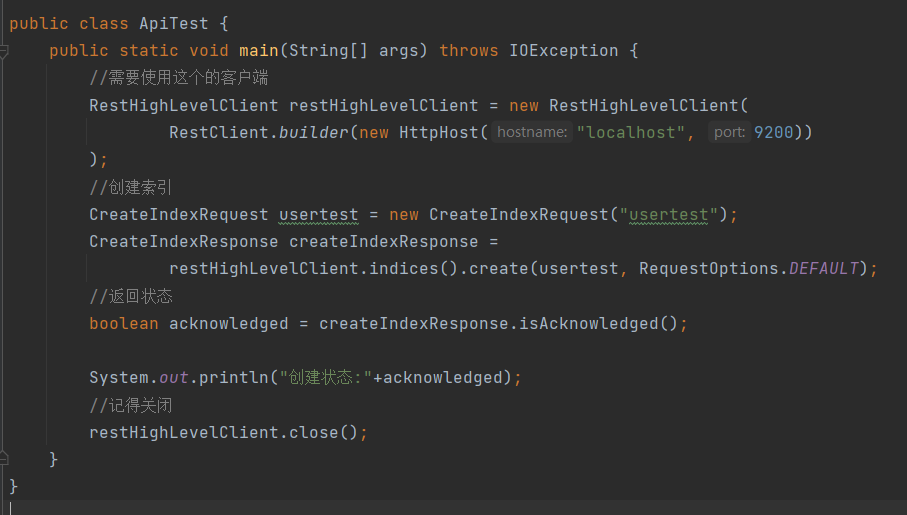 public class ApiTest {
public static void main(String[] args) throws IOException {
//需要使用这个的客户端
RestHighLevelClient restHighLevelClient = new RestHighLevelClient(
RestClient.builder(new HttpHost( hostname: "localhost", port: 9200))
);
//创建索引
CreateIndexRequest usertest = new CreateIndexRequest("usertest");
CreateIndexResponse createIndexResponse =
restHighLevelClient.indices().create(usertest, RequestOptions.DEFAULT);
//返回状态
boolean acknowledged = createIndexResponse.isAcknowledged();
System.out.println("创建状态:"+acknowledged);
//记得关闭
restHighLevelClient.close();
}
}